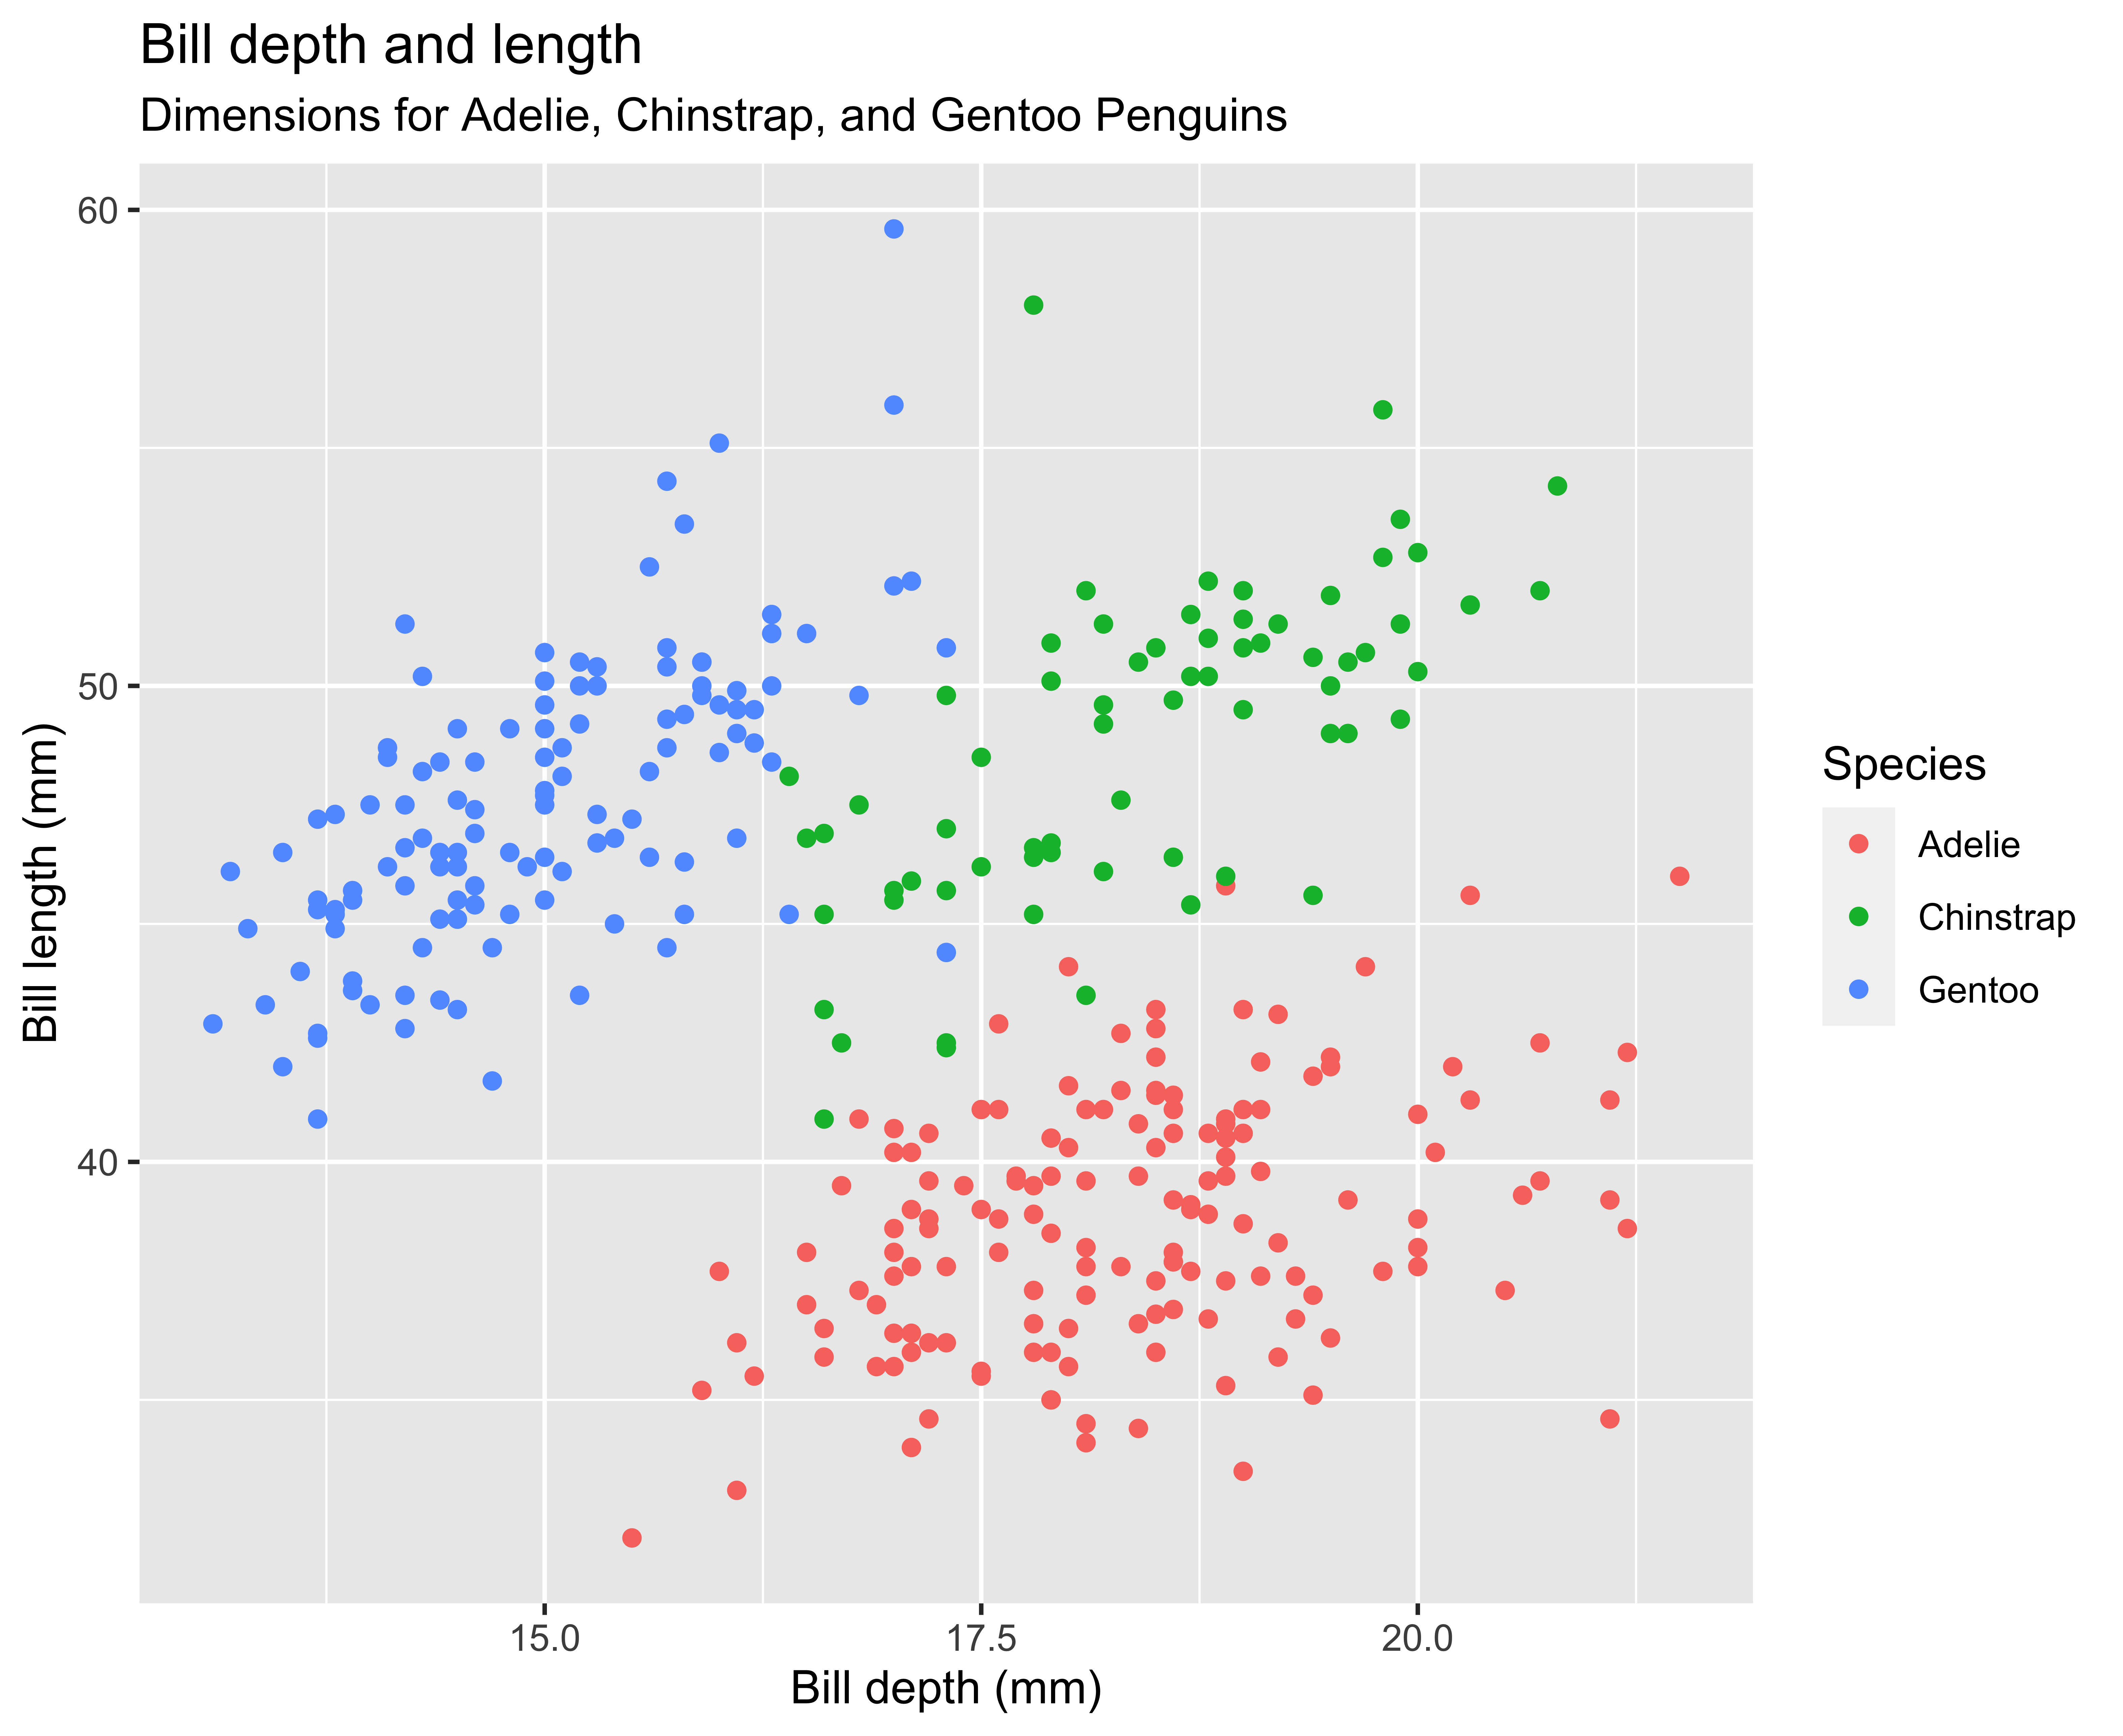 Bill depth and length
Dimensions for Adelie, Chinstrap, and Gentoo Penguins
60
50
40
Bill length (mm)
15.0 17.5 20.0
Bill depth (mm)
Species
Adelie
Chinstrap
Gentoo